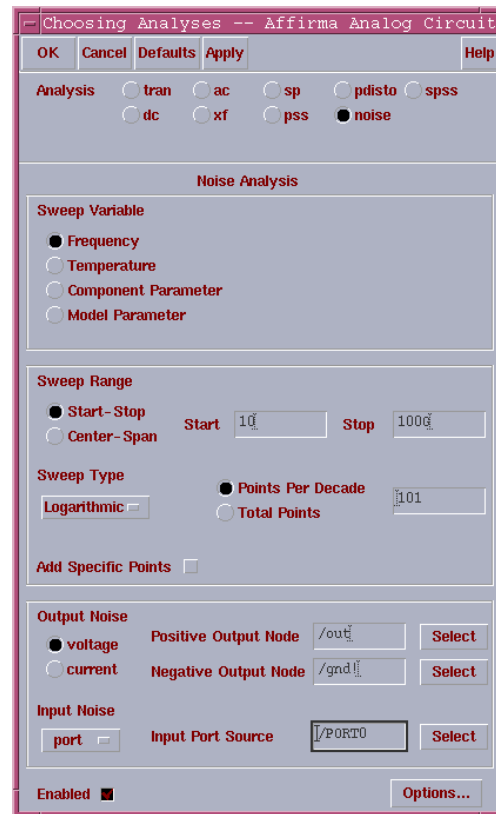 Choosing Analyses -- Affirma Analog Circuit
OK Cancel Defaults Apply Help
Analysis tran ac sp pdisto spss
dc xf pss noise
Noise Analysis
Sweep Variable
Frequency
Temperature
Component Parameter
Model Parameter
Sweep Range
Start-Stop Start 10 Stop 100G
Center-Span
Sweep Type
Logarithmic Points Per Decade 101
Total Points
Add Specific Points
Output Noise
voltage Positive Output Node /out Select
current Negative Output Node /gnd! Select
Input Noise
port Input Port Source /PORT0 Select
Enabled Options...